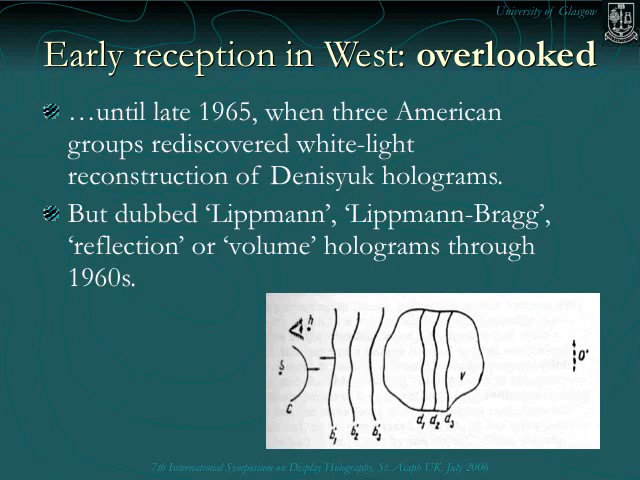 University of Glasgow
Early reception in West: overlooked
…until late 1965, when three American
groups rediscovered white-light
reconstruction of Denisyuk holograms.
But dubbed ‘Lippmann’, ‘Lippmann-Bragg’,
‘reflection’ or ‘volume’ holograms through
1960s.
h
S
C
b₁ b₂ b₃
d₁ d₂ d₃
V
O'
7th International Symposium on Display Holography, St. Asaph UK July 2006